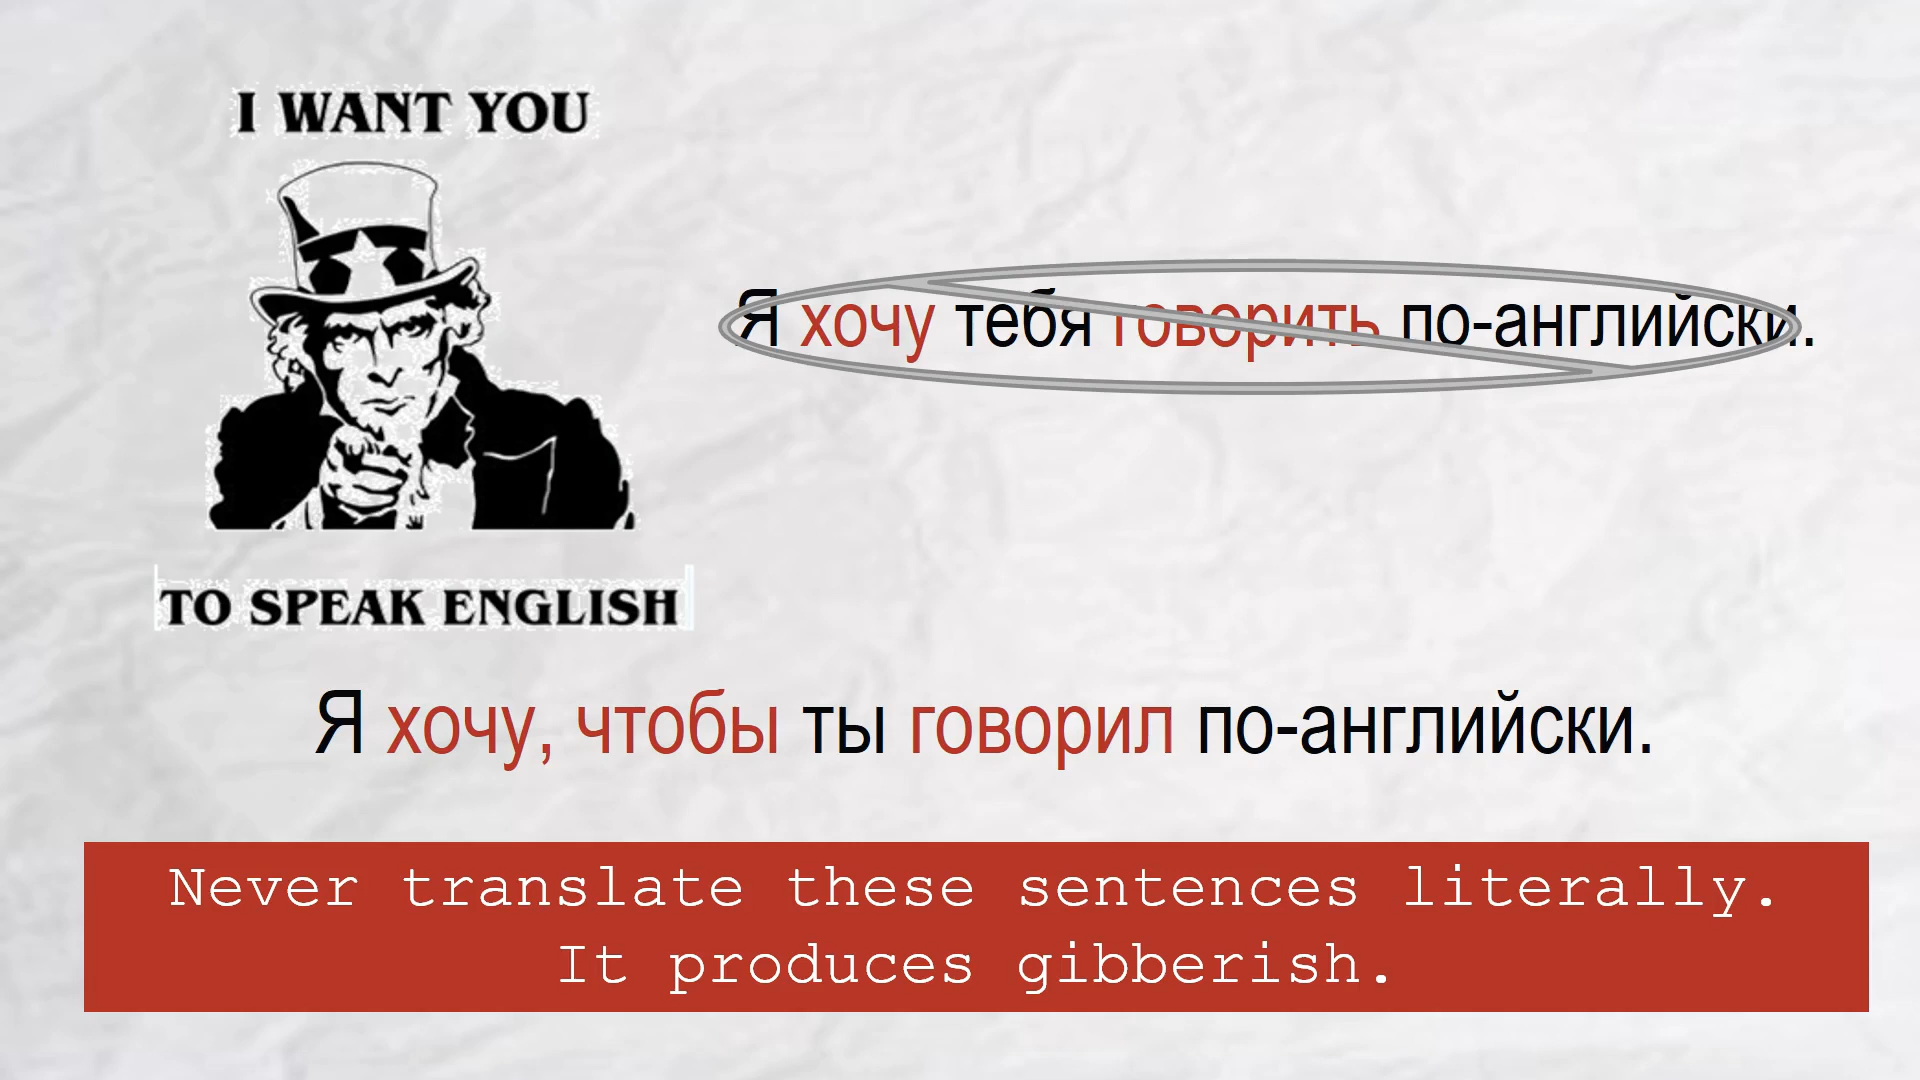 I WANT YOU
Я хочу тебя говорить по-английски.
TO SPEAK ENGLISH
Я хочу, чтобы ты говорил по-английски.
Never translate these sentences literally.
It produces gibberish.